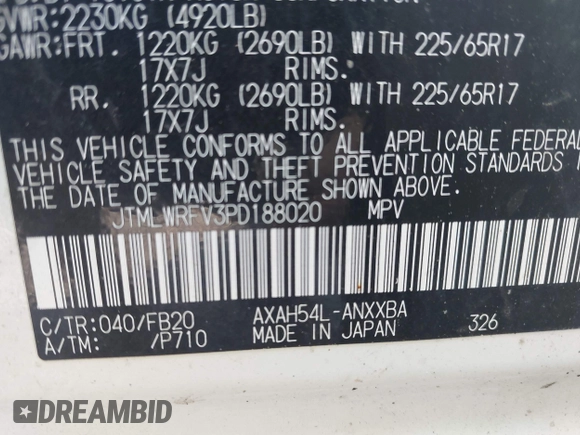 GVWR: 2230KG (4920LB)
GAWR: FRT. 1220KG (2690LB) WITH 225/65R17
17X7J RIMS.
RR. 1220KG (2690LB) WITH 225/65R17
17X7J RIMS.
THIS VEHICLE CONFORMS TO ALL APPLICABLE FEDERAL
VEHICLE SAFETY AND THEFT PREVENTION STANDARDS
THE DATE OF MANUFACTURE SHOWN ABOVE.
JTMLWRFV3PD188020 MPV
C/TR: 040/FB20 AXAH54L-ANXXBA 326
A/TM: /P710 MADE IN JAPAN
DREAMBID